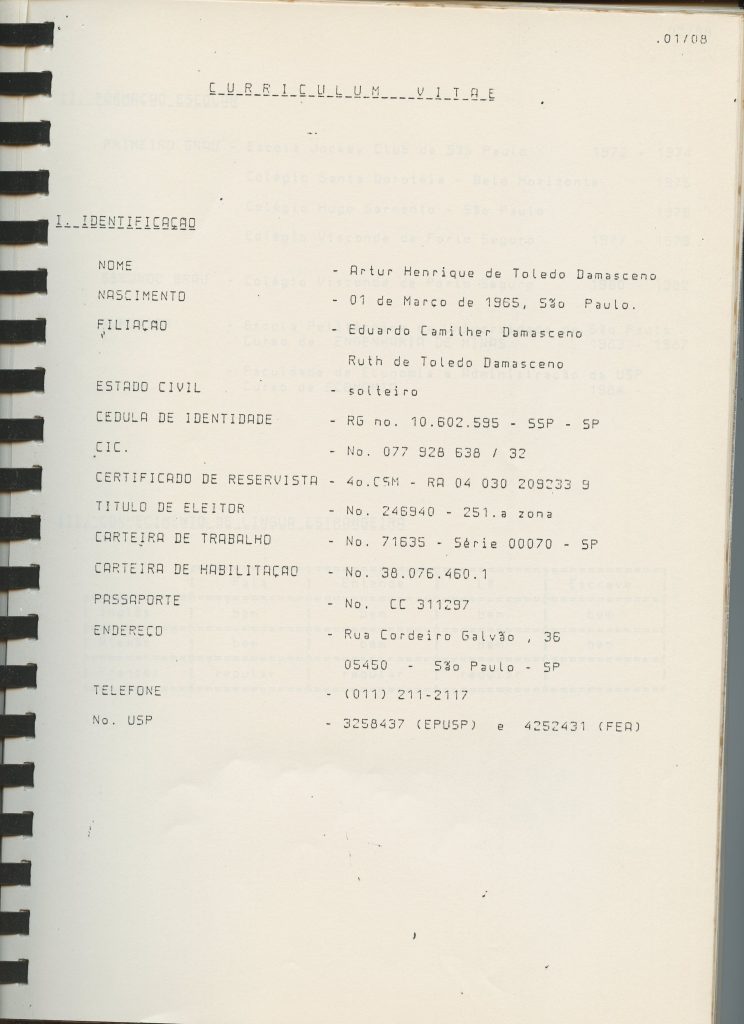 .01/08
CURRICULUM VITAE
I. IDENTIFICAÇÃO
NOME - Artur Henrique de Toledo Damasceno
NASCIMENTO - 01 de Março de 1965, São Paulo.
FILIAÇÃO - Eduardo Camilher Damasceno
Ruth de Toledo Damasceno
ESTADO CIVIL - solteiro
CEDULA DE IDENTIDADE - RG no. 10.602.595 - SSP - SP
CIC. - No. 077 928 638 / 32
CERTIFICADO DE RESERVISTA - 4o.CSM - RA 04 030 209233 9
TITULO DE ELEITOR - No. 246940 - 251.a zona
CARTEIRA DE TRABALHO - No. 71635 - Série 00070 - SP
CARTEIRA DE HABILITAÇÃO - No. 38.076.460.1
PASSAPORTE - No. CC 311297
ENDEREÇO - Rua Cordeiro Galvão , 36
05450 - São Paulo - SP
TELEFONE - (011) 211-2117
No. USP - 3258437 (EPUSP) e 4252431 (FEA)